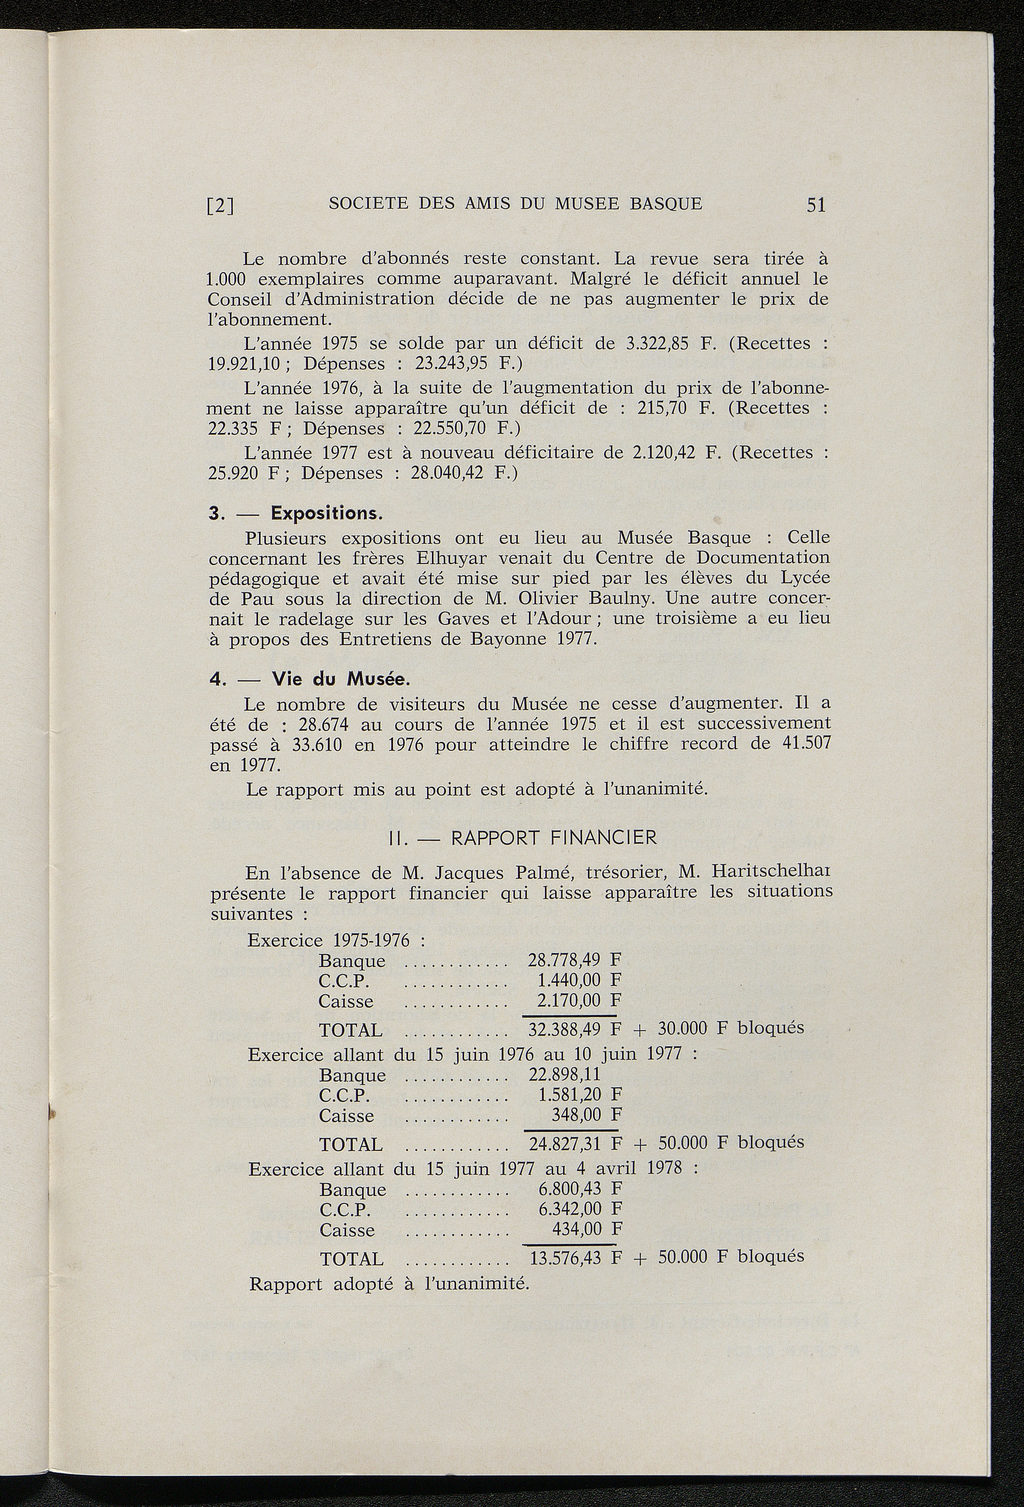 [2] SOCIETE DES AMIS DU MUSEE BASQUE 51
Le nombre d'abonnés reste constant. La revue sera tirée à
1.000 exemplaires comme auparavant. Malgré le déficit annuel le
Conseil d'Administration décide de ne pas augmenter le prix de
l'abonnement.
L'année 1975 se solde par un déficit de 3.322,85 F. (Recettes :
19.921,10 ; Dépenses : 23.243,95 F.)
L'année 1976, à la suite de l'augmentation du prix de l'abonne-
ment ne laisse apparaître qu'un déficit de : 215,70 F. (Recettes :
22.335 F ; Dépenses : 22.550,70 F.)
L'année 1977 est à nouveau déficitaire de 2.120,42 F. (Recettes :
25.920 F ; Dépenses : 28.040,42 F.)
3. — Expositions.
Plusieurs expositions ont eu lieu au Musée Basque : Celle
concernant les frères Elhuyar venait du Centre de Documentation
pédagogique et avait été mise sur pied par les élèves du Lycée
de Pau sous la direction de M. Olivier Baulny. Une autre concer-
nait le radelage sur les Gaves et l'Adour ; une troisième a eu lieu
à propos des Entretiens de Bayonne 1977.
4. — Vie du Musée.
Le nombre de visiteurs du Musée ne cesse d'augmenter. Il a
été de : 28.674 au cours de l'année 1975 et il est successivement
passé à 33.610 en 1976 pour atteindre le chiffre record de 41.507
en 1977.
Le rapport mis au point est adopté à l'unanimité.
II. — RAPPORT FINANCIER
En l'absence de M. Jacques Palmé, trésorier, M. Haritschelhar
présente le rapport financier qui laisse apparaître les situations
suivantes :
Exercice 1975-1976 :
Banque ............ 28.778,49 F
C.C.P. ............ 1.440,00 F
Caisse ............ 2.170,00 F
TOTAL ............ 32.388,49 F + 30.000 F bloqués
Exercice allant du 15 juin 1976 au 10 juin 1977 :
Banque ............ 22.898,11
C.C.P. ............ 1.581,20 F
Caisse ............ 348,00 F
TOTAL ............ 24.827,31 F + 50.000 F bloqués
Exercice allant du 15 juin 1977 au 4 avril 1978 :
Banque ............ 6.800,43 F
C.C.P. ............ 6.342,00 F
Caisse ............ 434,00 F
TOTAL ............ 13.576,43 F + 50.000 F bloqués
Rapport adopté à l'unanimité.